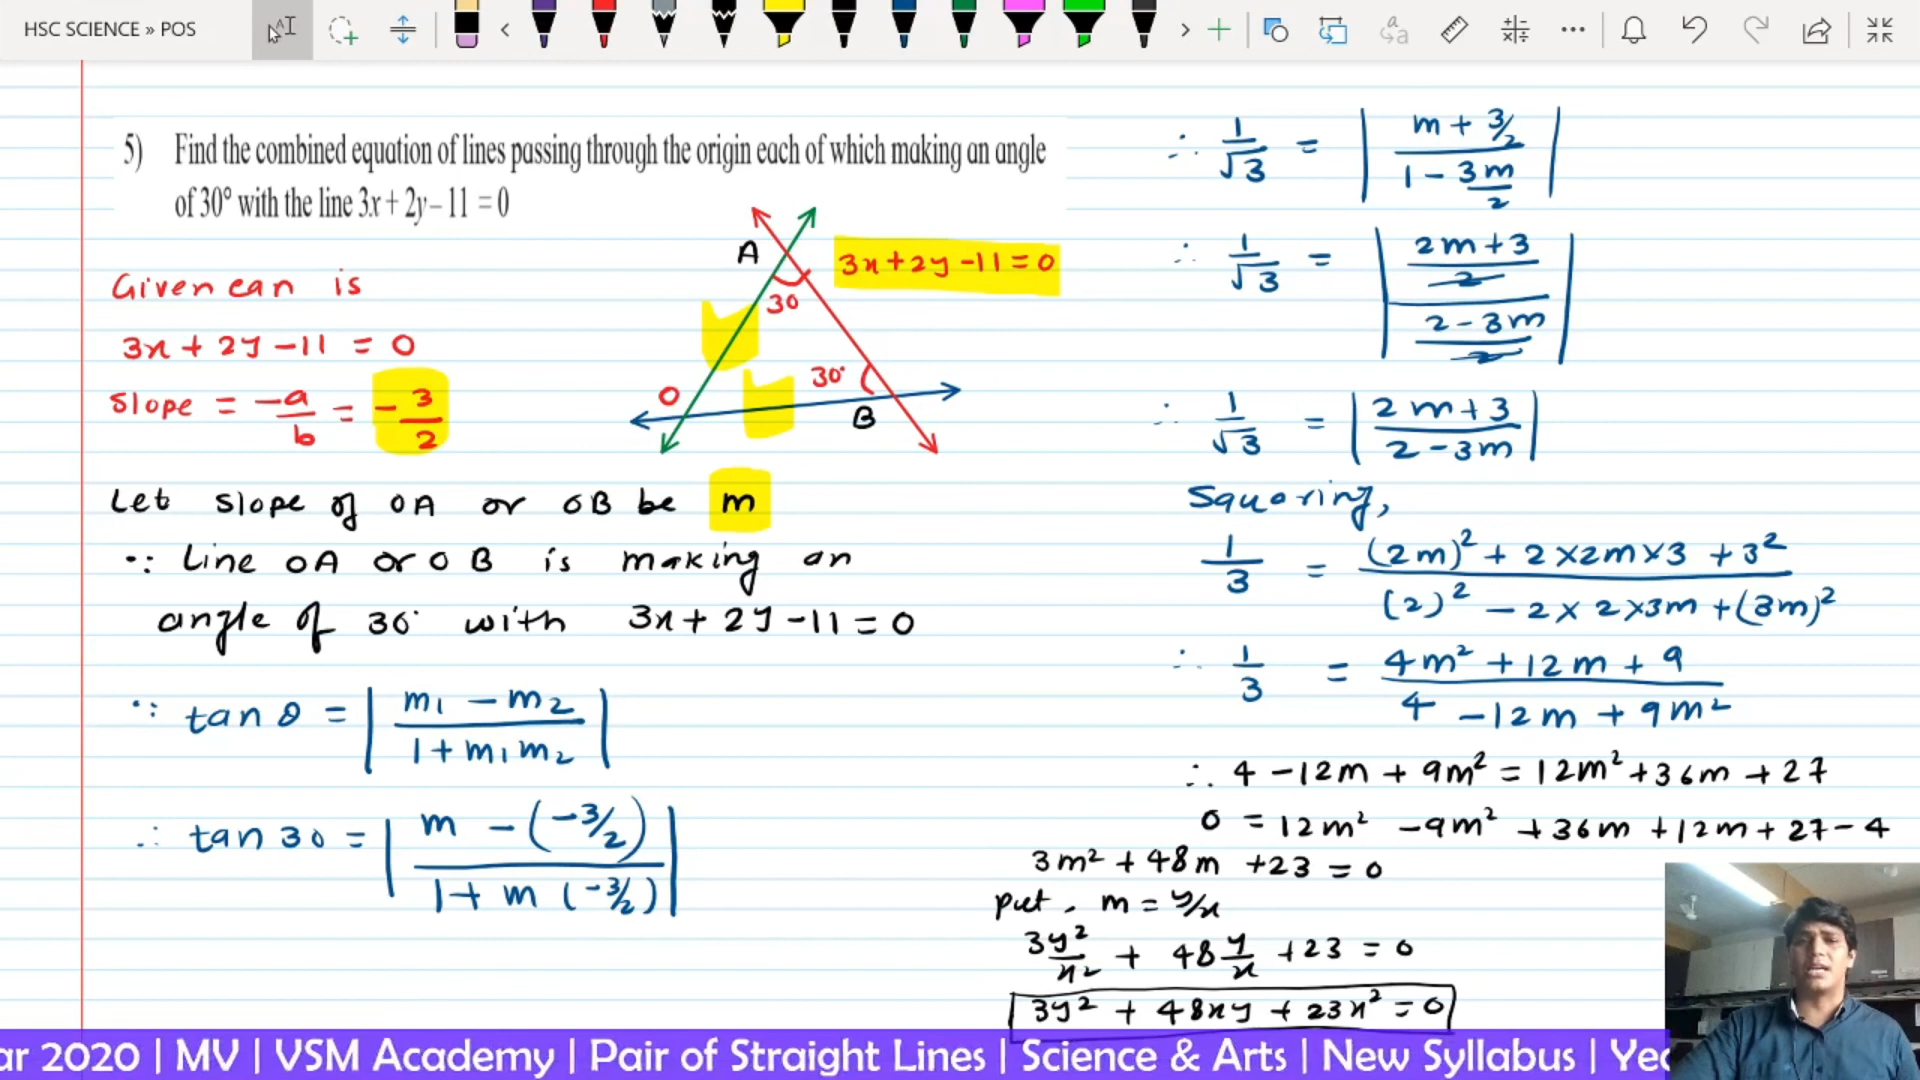 HSC SCIENCE » POS
5) Find the combined equation of lines passing through the origin each of which making an angle
of 30° with the line 3x + 2y – 11 = 0
A
3x+2y-11=0
30
30°
O
B
Given eqn is
3x + 2y -11 = 0
Slope = -a/b = -3/2
Let slope of OA or OB be m
∵ Line OA or OB is making an
angle of 30° with 3x + 2y -11 = 0
∵ tan θ = | (m1 - m2) / (1 + m1 m2) |
∴ tan 30 = | (m - (-3/2)) / (1 + m (-3/2)) |
∴ 1/√3 = | (m + 3/2) / (1 - 3m/2) |
∴ 1/√3 = | ((2m+3)/2) / ((2-3m)/2) |
∴ 1/√3 = | (2m+3) / (2-3m) |
Squaring,
1/3 = ((2m)² + 2×2m×3 + 3²) / ((2)² - 2×2×3m + (3m)²)
∴ 1/3 = (4m² + 12m + 9) / (4 - 12m + 9m²)
∴ 4 -12m + 9m² = 12m² + 36m + 27
0 = 12m² - 9m² + 36m + 12m + 27 - 4
3m² + 48m + 23 = 0
put, m = y/x
3y²/x² + 48 y/x + 23 = 0
3y² + 48xy + 23x² = 0
ar 2020 | MV | VSM Academy | Pair of Straight Lines | Science & Arts | New Syllabus | Yea